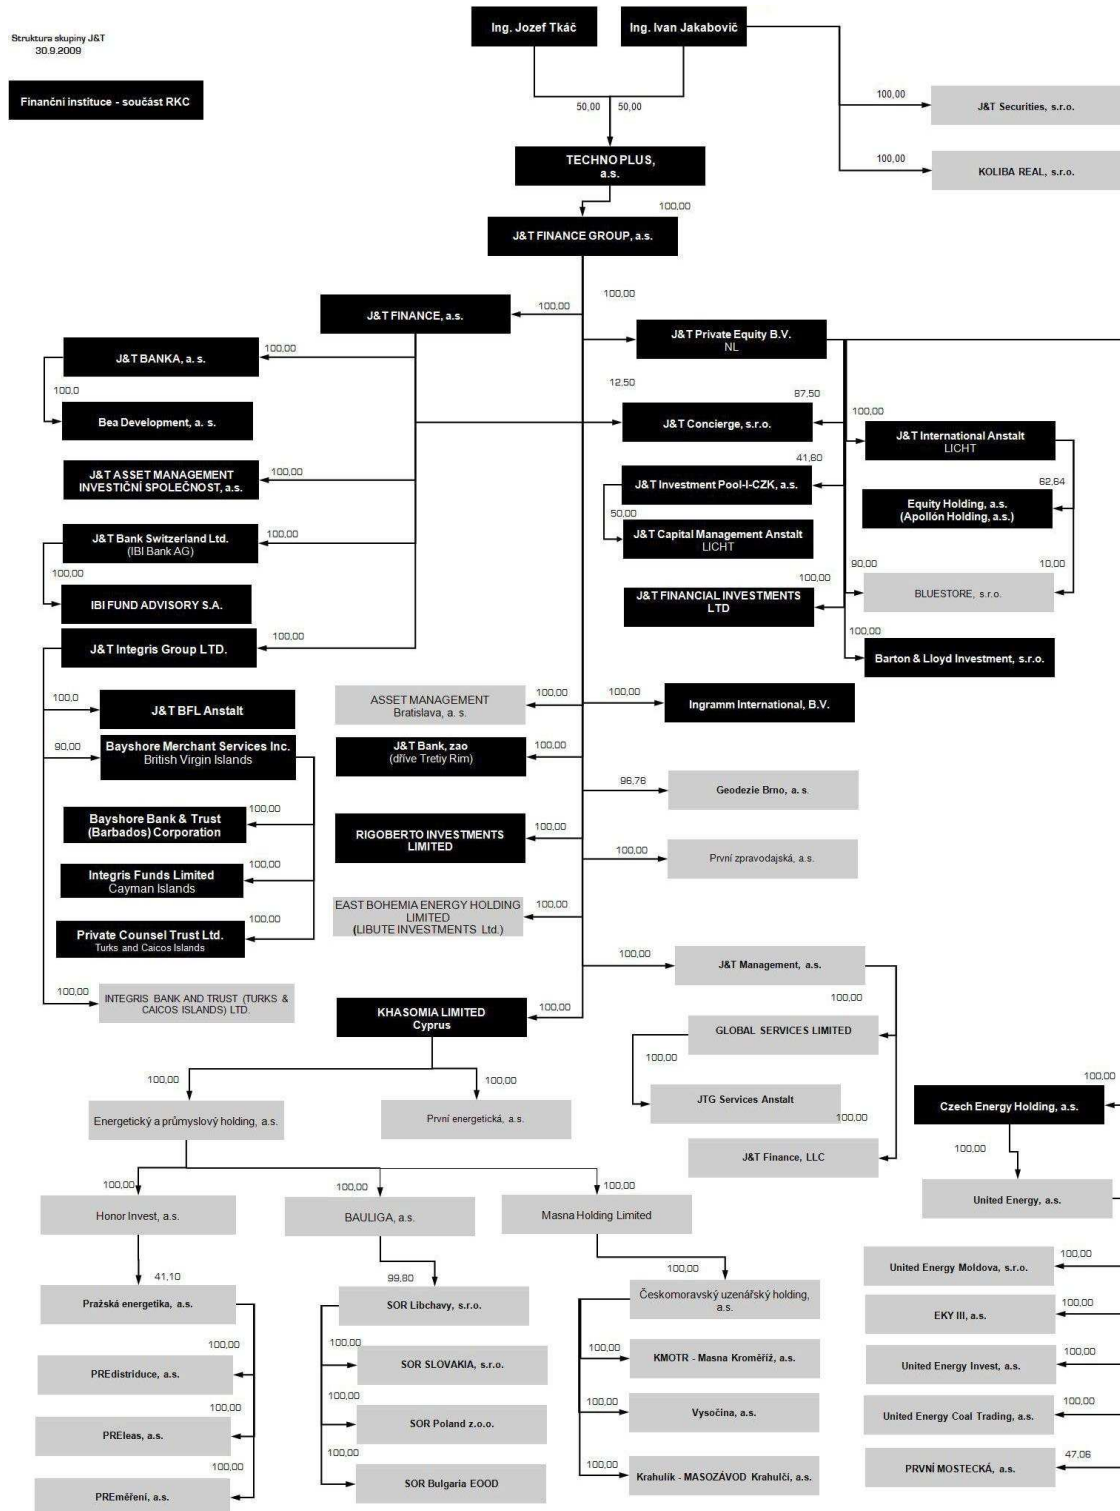 Struktura skupiny J&T
30.9.2009
Finanční instituce - součást RKC
Ing. Jozef Tkáč
Ing. Ivan Jakabovič
50,00
50,00
100,00
J&T Securities, s.r.o.
100,00
KOLIBA REAL, s.r.o.
TECHNO PLUS,
a.s.
100,00
J&T FINANCE GROUP, a.s.
J&T FINANCE, a.s.
100,00
100,00
J&T Private Equity B.V.
NL
J&T BANKA, a. s.
100,00
100,0
Bea Development, a. s.
12,50
87,50
J&T Concierge, s.r.o.
100,00
J&T International Anstalt
LICHT
J&T ASSET MANAGEMENT
INVESTIČNÍ SPOLEČNOST, a.s.
100,00
41,60
J&T Investment Pool-I-CZK, a.s.
62,64
Equity Holding, a.s.
(Apollón Holding, a.s.)
50,00
J&T Capital Management Anstalt
LICHT
J&T Bank Switzerland Ltd.
(IBI Bank AG)
100,00
100,00
IBI FUND ADVISORY S.A.
100,00
J&T FINANCIAL INVESTMENTS
LTD
90,00
10,00
BLUESTORE, s.r.o.
J&T Integris Group LTD.
100,00
100,00
Barton & Lloyd Investment, s.r.o.
100,0
J&T BFL Anstalt
ASSET MANAGEMENT
Bratislava, a. s.
100,00
100,00
Ingramm International, B.V.
90,00
Bayshore Merchant Services Inc.
British Virgin Islands
J&T Bank, zao
(dříve Tretiy Rim)
100,00
96,76
Geodezie Brno, a. s.
Bayshore Bank & Trust
(Barbados) Corporation
100,00
RIGOBERTO INVESTMENTS
LIMITED
100,00
100,00
První zpravodajská, a.s.
Integris Funds Limited
Cayman Islands
100,00
EAST BOHEMIA ENERGY HOLDING
LIMITED
(LIBUTE INVESTMENTS Ltd.)
100,00
Private Counsel Trust Ltd.
Turks and Caicos Islands
100,00
100,00
J&T Management, a.s.
100,00
INTEGRIS BANK AND TRUST (TURKS &
CAICOS ISLANDS) LTD.
KHASOMIA LIMITED
Cyprus
100,00
100,00
GLOBAL SERVICES LIMITED
100,00
JTG Services Anstalt
100,00
J&T Finance, LLC
100,00
Energetický a průmyslový holding, a.s.
100,00
První energetická, a.s.
100,00
Czech Energy Holding, a.s.
100,00
United Energy, a.s.
100,00
Honor Invest, a.s.
100,00
BAULIGA, a.s.
100,00
Masna Holding Limited
41,10
Pražská energetika, a.s.
99,80
SOR Libchavy, s.r.o.
100,00
Českomoravský uzenářský holding,
a.s.
100,00
United Energy Moldova, s.r.o.
EKY III, a.s.
100,00
100,00
PREdistribuce, a.s.
100,00
SOR SLOVAKIA, s.r.o.
100,00
KMOTR - Masna Kroměříž, a.s.
United Energy Invest, a.s.
100,00
100,00
PREleas, a.s.
100,00
SOR Poland z.o.o.
100,00
Vysočina, a.s.
United Energy Coal Trading, a.s.
100,00
100,00
PREměření, a.s.
100,00
SOR Bulgaria EOOD
100,00
Krahulík - MASOZÁVOD Krahulčí, a.s.
PRVNÍ MOSTECKÁ, a.s.
47,06